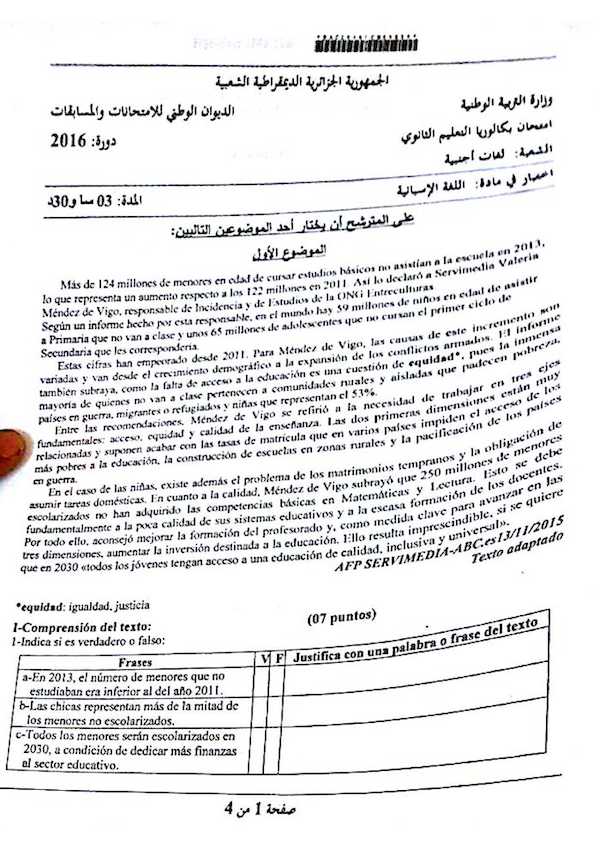 الجمهورية الجزائرية الديمقراطية الشعبية
وزارة التربية الوطنية
الديوان الوطني للامتحانات والمسابقات
امتحان بكالوريا التعليم الثانوي
دورة: 2016
الشعبة: لغات أجنبية
اختبار في مادة: اللغة الإسبانية
المدة: 03 سا و30د
على المترشح أن يختار أحد الموضوعين التاليين:
الموضوع الأول
Más de 124 millones de menores en edad de cursar estudios básicos no asistían a la escuela en 2013,
lo que representa un aumento respecto a los 122 millones en 2011. Así lo declaró a Servimedia Valeria
Méndez de Vigo, responsable de Incidencia y de Estudios de la ONG Entreculturas
Según un informe hecho por esta responsable, en el mundo hay 59 millones de niños en edad de asistir
a Primaria que no van a clase y unos 65 millones de adolescentes que no cursan el primer ciclo de
Secundaria que les correspondería.
Estas cifras han empeorado desde 2011. Para Méndez de Vigo, las causas de este incremento son
variadas y van desde el crecimiento demográfico a la expansión de los conflictos armados. El informe
también subraya, como la falta de acceso a la educación es una cuestión de equidad*, pues la inmensa
mayoría de quienes no van a clase pertenecen a comunidades rurales y aisladas que padecen pobreza,
países en guerra, migrantes o refugiados y niñas que representan el 53%.
Entre las recomendaciones, Méndez de Vigo se refirió a la necesidad de trabajar en tres ejes
fundamentales: acceso, equidad y calidad de la enseñanza. Las dos primeras dimensiones están muy
relacionadas y suponen acabar con las tasas de matrícula que en varios países impiden el acceso de los
más pobres a la educación, la construcción de escuelas en zonas rurales y la pacificación de los países
en guerra.
En el caso de las niñas, existe además el problema de los matrimonios tempranos y la obligación de
asumir tareas domésticas. En cuanto a la calidad, Méndez de Vigo subrayó que 250 millones de menores
escolarizados no han adquirido las competencias básicas en Matemáticas y Lectura. Esto se debe
fundamentalmente a la poca calidad de sus sistemas educativos y a la escasa formación de los docentes.
Por todo ello, aconsejó mejorar la formación del profesorado y, como medida clave para avanzar en las
tres dimensiones, aumentar la inversión destinada a la educación. Ello resulta imprescindible, si se quiere
que en 2030 «todos los jóvenes tengan acceso a una educación de calidad, inclusiva y universal».
AFP SERVIMEDIA-ABC.es13/11/2015
Texto adaptado
*equidad: igualdad, justicia
I-Comprensión del texto: (07 puntos)
1-Indica si es verdadero o falso:
Frases V F Justifica con una palabra o frase del texto
a-En 2013, el número de menores que no
estudiaban era inferior al del año 2011.
b-Las chicas representan más de la mitad de
los menores no escolarizados.
c-Todos los menores serán escolarizados en
2030, a condición de dedicar más finanzas
al sector educativo.
صفحة 1 من 4